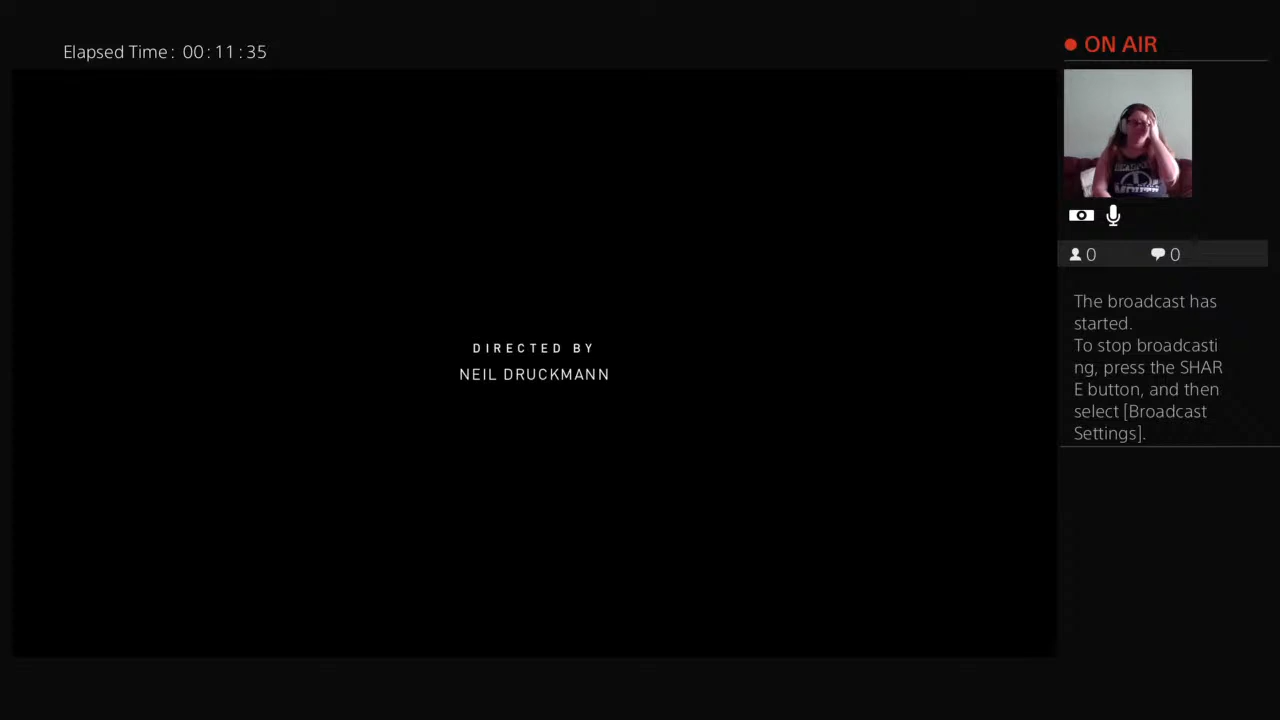 Elapsed Time: 00:11:35
ON AIR
0 0
The broadcast has
started.
To stop broadcasti
ng, press the SHAR
E button, and then
select [Broadcast
Settings].
DIRECTED BY
NEIL DRUCKMANN